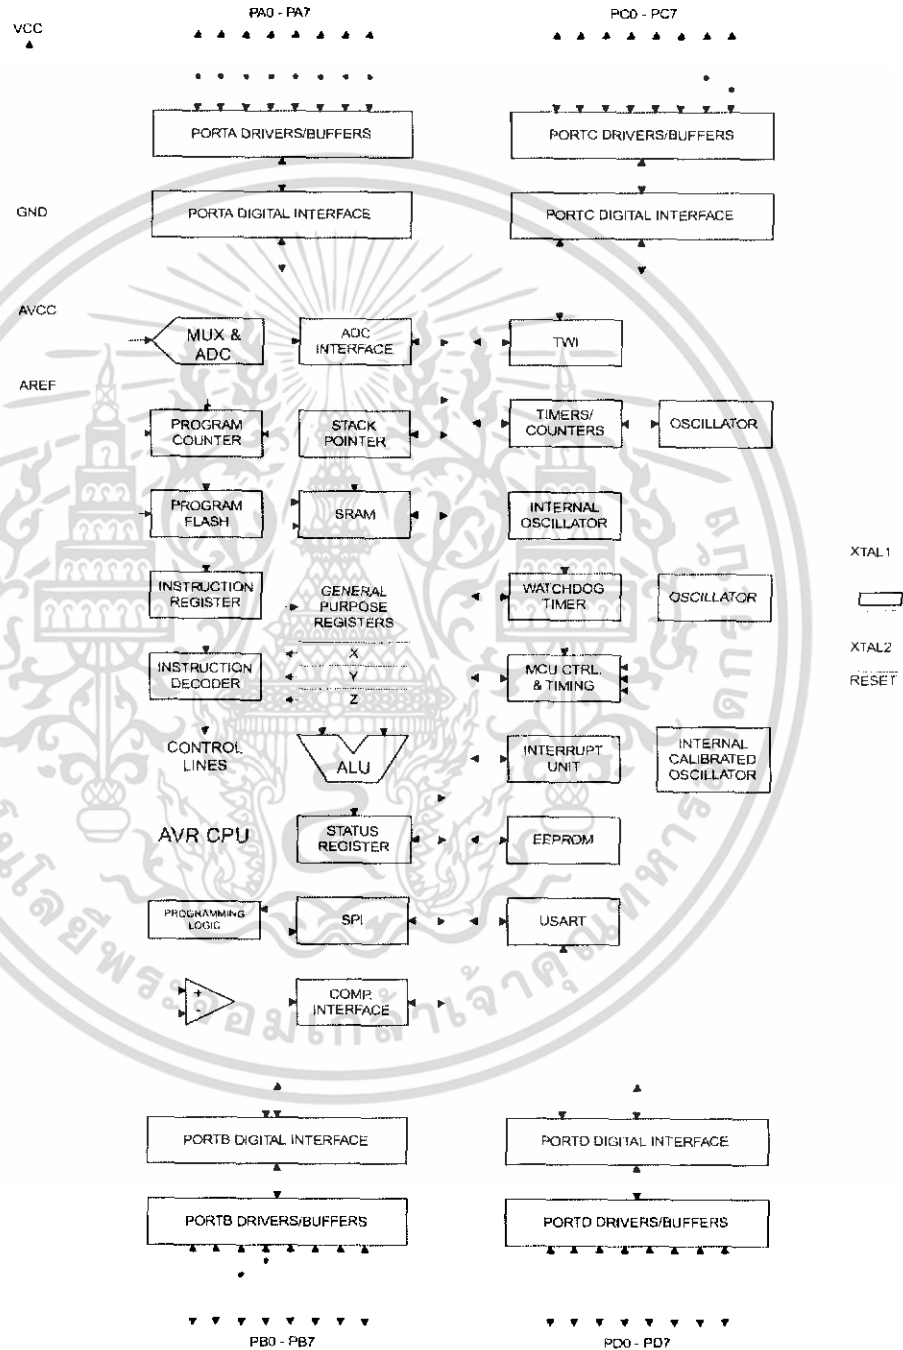 PA0 - PA7
PC0 - PC7
VCC
PORTA DRIVERS/BUFFERS
PORTC DRIVERS/BUFFERS
GND
PORTA DIGITAL INTERFACE
PORTC DIGITAL INTERFACE
AVCC
MUX &
ADC
ADC
INTERFACE
TWI
AREF
PROGRAM
COUNTER
STACK
POINTER
TIMERS/
COUNTERS
OSCILLATOR
PROGRAM
FLASH
SRAM
INTERNAL
OSCILLATOR
XTAL1
INSTRUCTION
REGISTER
GENERAL
PURPOSE
REGISTERS
WATCHDOG
TIMER
OSCILLATOR
X
Y
Z
INSTRUCTION
DECODER
MCU CTRL.
& TIMING
XTAL2
RESET
CONTROL
LINES
ALU
INTERRUPT
UNIT
INTERNAL
CALIBRATED
OSCILLATOR
AVR CPU
STATUS
REGISTER
EEPROM
PROGRAMMING
LOGIC
SPI
USART
+
-
COMP.
INTERFACE
PORTB DIGITAL INTERFACE
PORTD DIGITAL INTERFACE
PORTB DRIVERS/BUFFERS
PORTD DRIVERS/BUFFERS
PB0 - PB7
PD0 - PD7